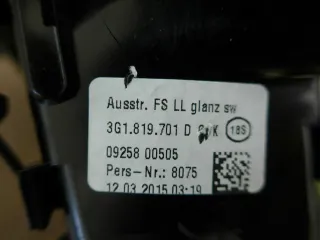 Ausstr. FS LL glanz sw
3G1.819.701 D 18S
09258 00505
Pers-Nr.: 8075
12.03.2015 03:19